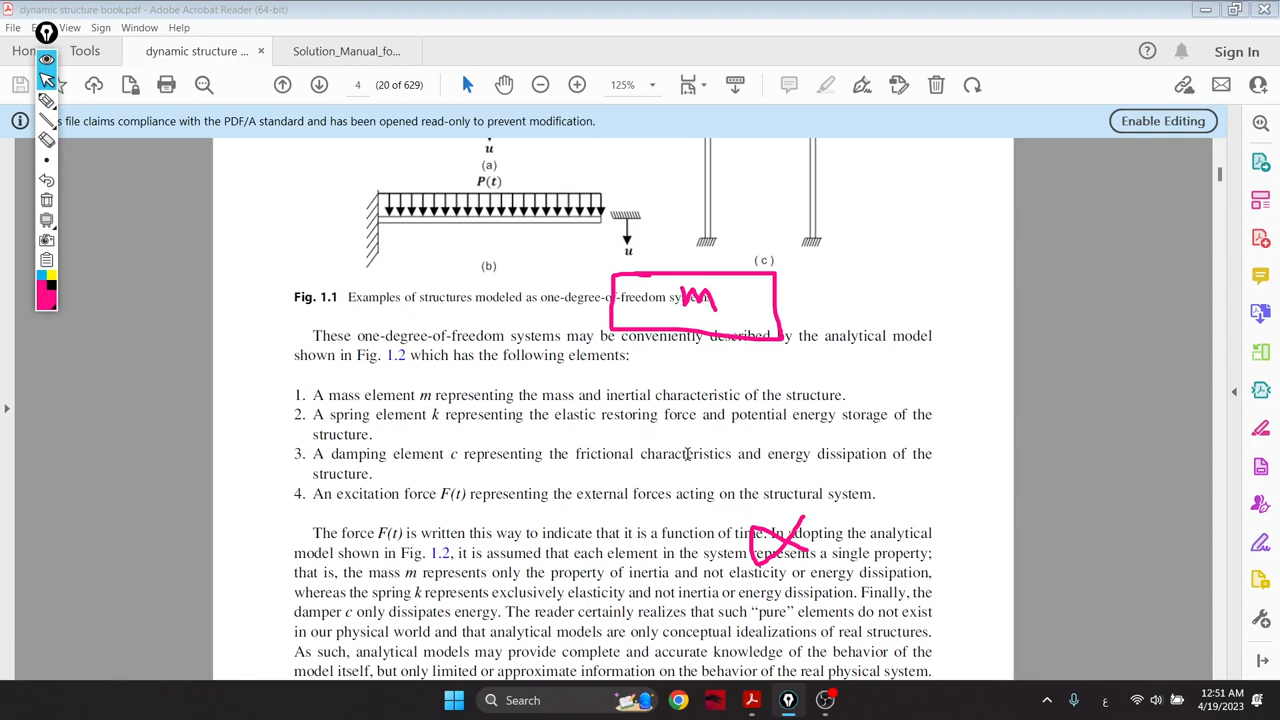 dynamic structure book.pdf - Adobe Acrobat Reader (64-bit)
File View Sign Window Help
Tools dynamic structure ... × Solution_Manual_fo... Sign In
4 (20 of 629) 125%
file claims compliance with the PDF/A standard and has been opened read-only to prevent modification. Enable Editing
u
(a)
P(t)
u
(b) ( c )
Fig. 1.1 Examples of structures modeled as one-degree-of-freedom
m
These one-degree-of-freedom systems may be conveniently described by the analytical model
shown in Fig. 1.2 which has the following elements:
1. A mass element m representing the mass and inertial characteristic of the structure.
2. A spring element k representing the elastic restoring force and potential energy storage of the
structure.
3. A damping element c representing the frictional characteristics and energy dissipation of the
structure.
4. An excitation force F(t) representing the external forces acting on the structural system.
The force F(t) is written this way to indicate that it is a function of time. In adopting the analytical
model shown in Fig. 1.2, it is assumed that each element in the system represents a single property;
that is, the mass m represents only the property of inertia and not elasticity or energy dissipation,
whereas the spring k represents exclusively elasticity and not inertia or energy dissipation. Finally, the
damper c only dissipates energy. The reader certainly realizes that such “pure” elements do not exist
in our physical world and that analytical models are only conceptual idealizations of real structures.
As such, analytical models may provide complete and accurate knowledge of the behavior of the
model itself, but only limited or approximate information on the behavior of the real physical system.
Search ع 12:51 AM
4/19/2023